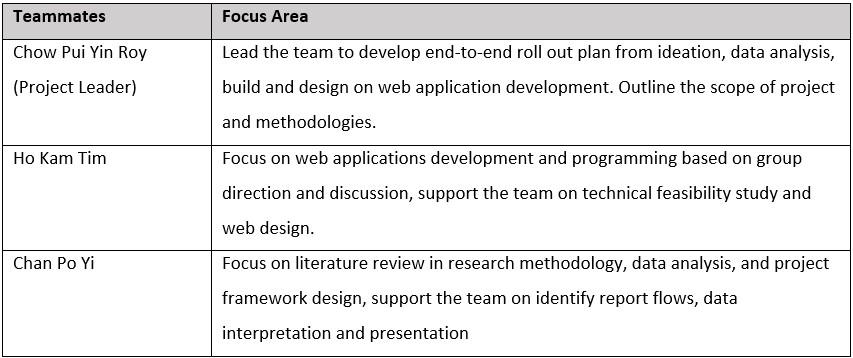 Teammates Focus Area
Chow Pui Yin Roy Lead the team to develop end-to-end roll out plan from ideation, data analysis,
(Project Leader) build and design on web application development. Outline the scope of project
and methodologies.
Ho Kam Tim Focus on web applications development and programming based on group
direction and discussion, support the team on technical feasibility study and
web design.
Chan Po Yi Focus on literature review in research methodology, data analysis, and project
framework design, support the team on identify report flows, data
interpretation and presentation